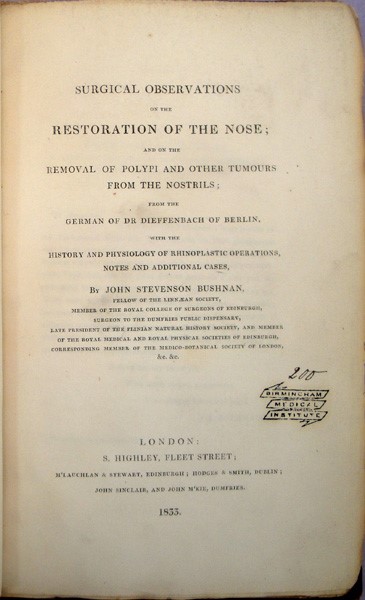 SURGICAL OBSERVATIONS
ON THE
RESTORATION OF THE NOSE;
AND ON THE
REMOVAL OF POLYPI AND OTHER TUMOURS
FROM THE NOSTRILS;
FROM THE
GERMAN OF DR DIEFFENBACH OF BERLIN,
WITH THE
HISTORY AND PHYSIOLOGY OF RHINOPLASTIC OPERATIONS,
NOTES AND ADDITIONAL CASES,
BY JOHN STEVENSON BUSHNAN,
FELLOW OF THE LINNÆAN SOCIETY,
MEMBER OF THE ROYAL COLLEGE OF SURGEONS OF EDINBURGH,
SURGEON TO THE DUMFRIES PUBLIC DISPENSARY,
LATE PRESIDENT OF THE PLINIAN NATURAL HISTORY SOCIETY, AND MEMBER
OF THE ROYAL MEDICAL AND ROYAL PHYSICAL SOCIETIES OF EDINBURGH,
CORRESPONDING MEMBER OF THE MEDICO-BOTANICAL SOCIETY OF LONDON,
&c. &c.
200
BIRMINGHAM
MEDICAL
INSTITUTE
LONDON:
S. HIGHLEY, FLEET STREET;
M'LAUCHLAN & STEWART, EDINBURGH; HODGES & SMITH, DUBLIN;
JOHN SINCLAIR, AND JOHN M'KIE, DUMFRIES.
1833.